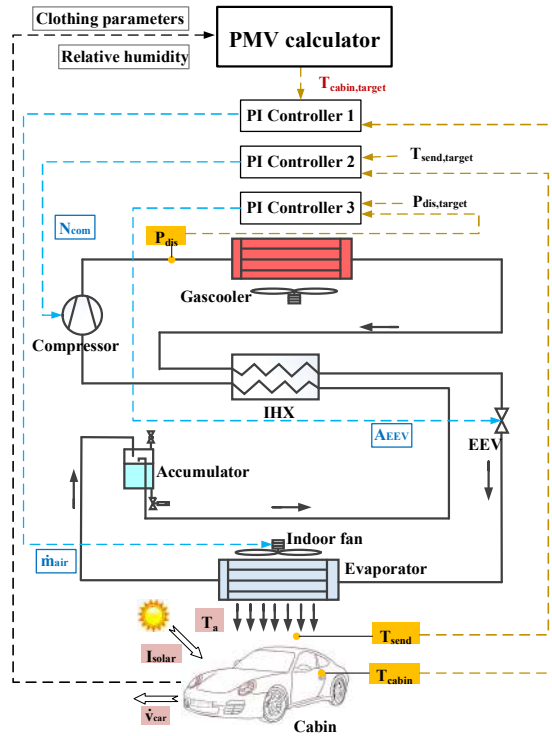 Clothing parameters
PMV calculator
Relative humidity
Tcabin,target
PI Controller 1
PI Controller 2
Tsend,target
PI Controller 3
Pdis,target
Ncom
Pdis
Gascooler
Compressor
IHX
AEEV
EEV
Accumulator
Indoor fan
ṁair
Evaporator
Ta
Tsend
Isolar
Tcabin
v̇car
Cabin